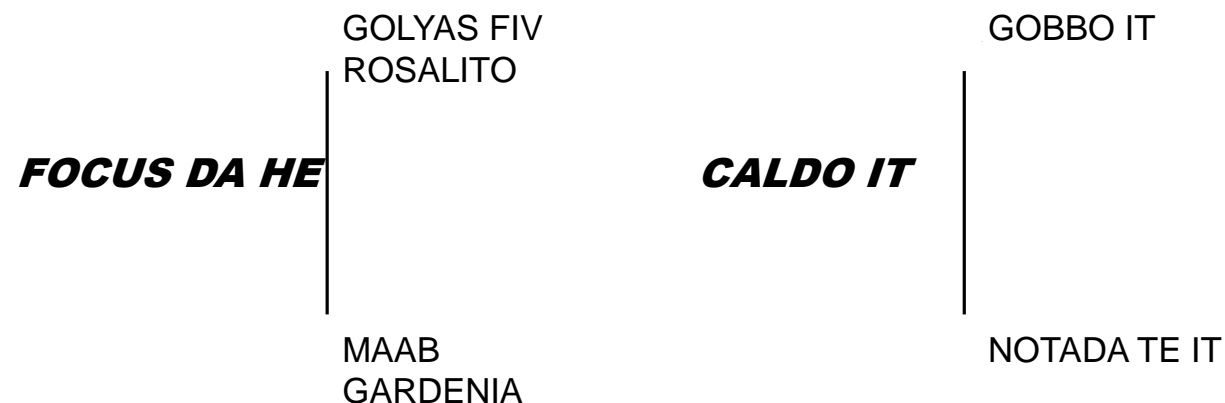 GOLYAS FIV
ROSALITO
FOCUS DA HE
MAAB
GARDENIA
GOBBO IT
CALDO IT
NOTADA TE IT